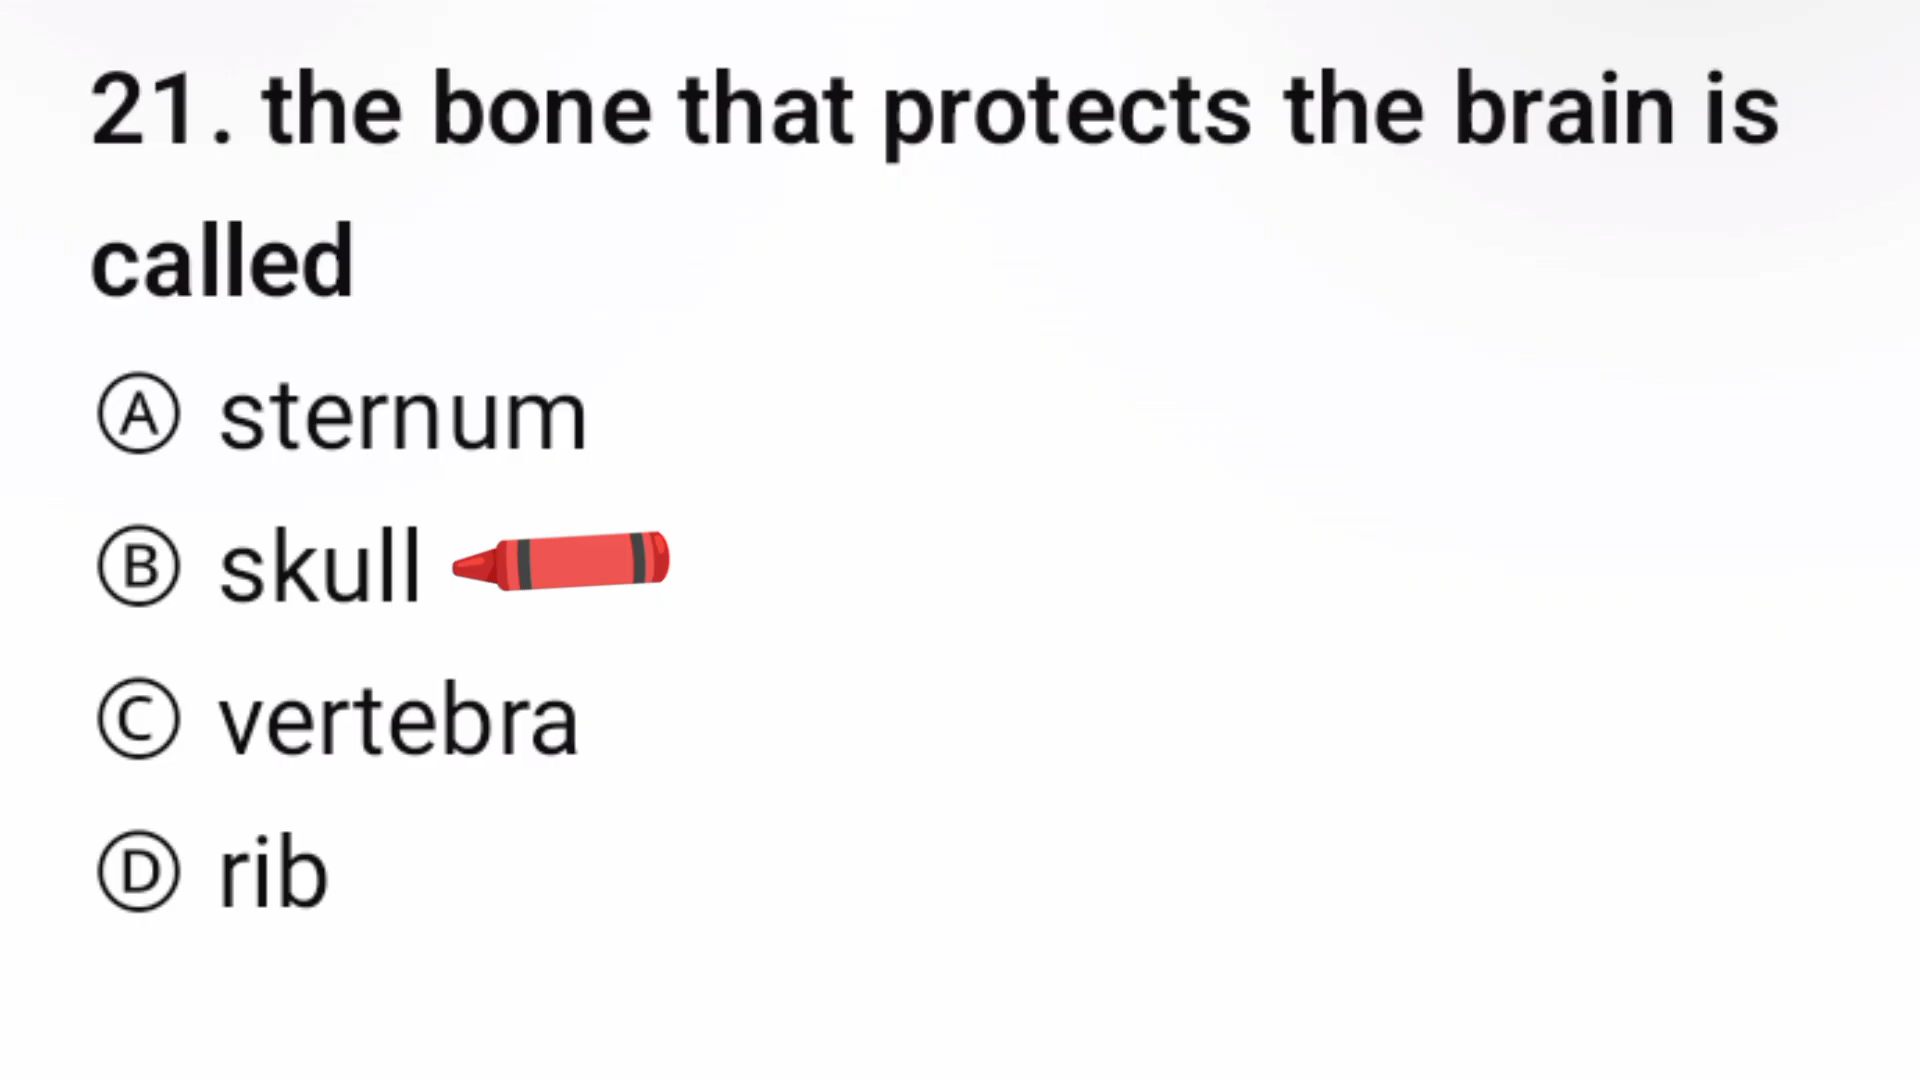 21. the bone that protects the brain is
called
Ⓐ sternum
Ⓑ skull
Ⓒ vertebra
Ⓓ rib